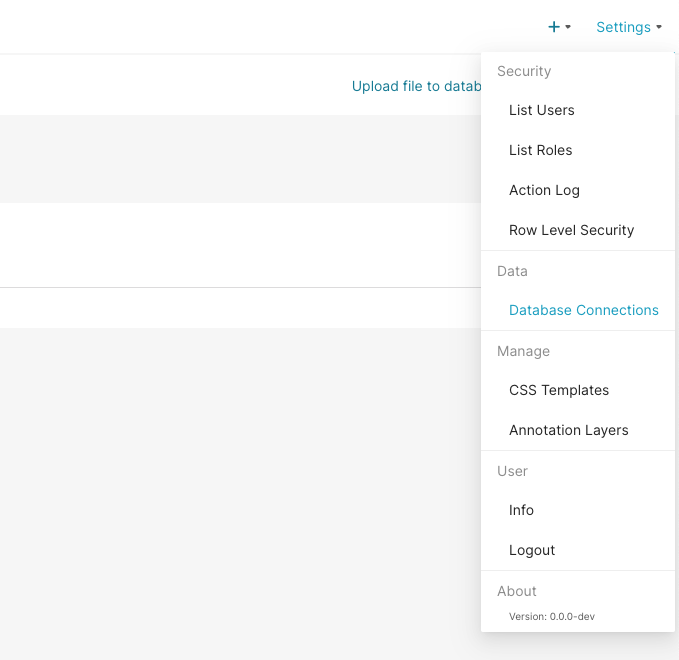 + Settings
Upload file to datab
Security
List Users
List Roles
Action Log
Row Level Security
Data
Database Connections
Manage
CSS Templates
Annotation Layers
User
Info
Logout
About
Version: 0.0.0-dev